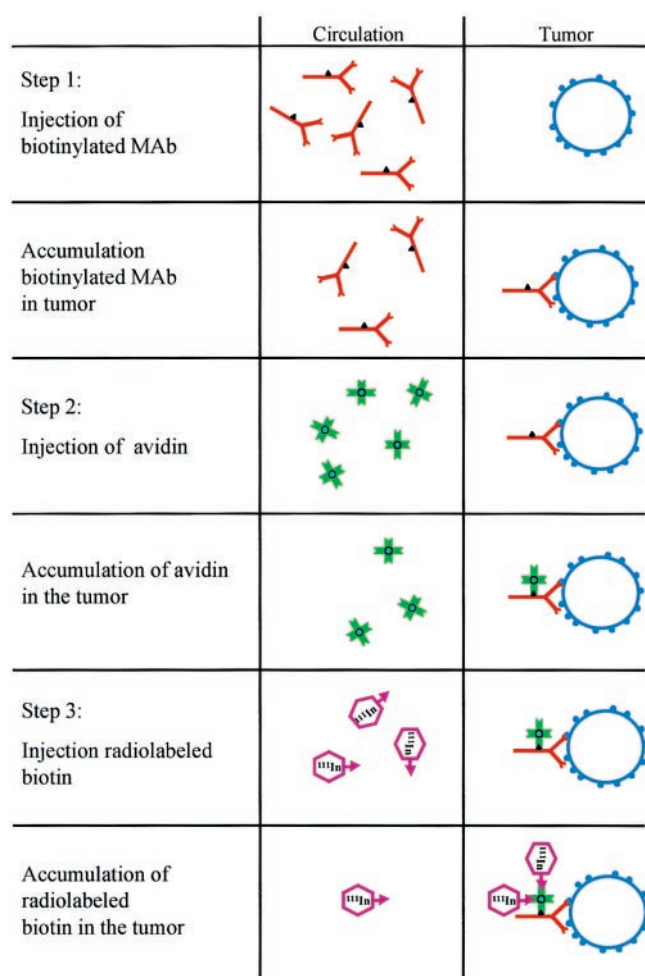 Circulation
Tumor
Step 1:
Injection of
biotinylated MAb
Accumulation
biotinylated MAb
in tumor
Step 2:
Injection of avidin
Accumulation of avidin
in the tumor
Step 3:
Injection radiolabeled
biotin
¹¹¹In
¹¹¹In
¹¹¹In
Accumulation of
radiolabeled
biotin in the tumor
¹¹¹In
¹¹¹In
¹¹¹In